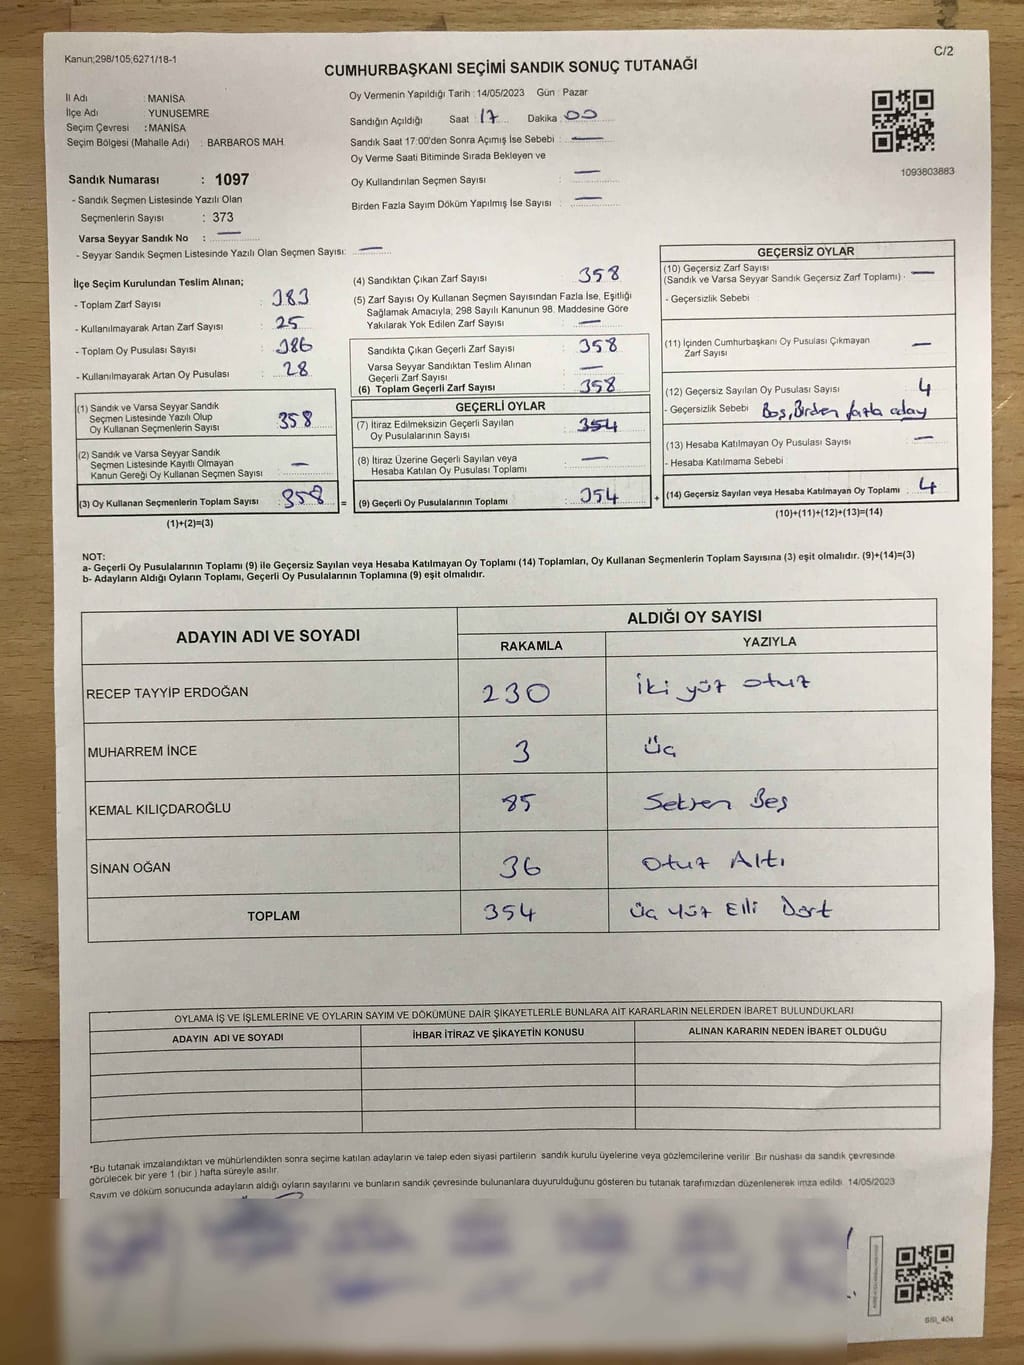 Kanun;298/105;6271/18-1
C/2
CUMHURBAŞKANI SEÇİMİ SANDIK SONUÇ TUTANAĞI
İl Adı : MANİSA
İlçe Adı : YUNUSEMRE
Seçim Çevresi : MANİSA
Seçim Bölgesi (Mahalle Adı) : BARBAROS MAH.
Oy Vermenin Yapıldığı Tarih : 14/05/2023 Gün : Pazar
Sandığın Açıldığı Saat : 17 Dakika : 00
Sandık Saat 17:00'den Sonra Açımış İse Sebebi : —
Oy Verme Saati Bitiminde Sırada Bekleyen ve
Oy Kullandırılan Seçmen Sayısı : —
Birden Fazla Sayım Döküm Yapılmış İse Sayısı : —
1093803883
Sandık Numarası : 1097
- Sandık Seçmen Listesinde Yazılı Olan
Seçmenlerin Sayısı : 373
Varsa Seyyar Sandık No : —
- Seyyar Sandık Seçmen Listesinde Yazılı Olan Seçmen Sayısı: —
İlçe Seçim Kurulundan Teslim Alınan;
- Toplam Zarf Sayısı : 383
- Kullanılmayarak Artan Zarf Sayısı : 25
- Toplam Oy Pusulası Sayısı : 386
- Kullanılmayarak Artan Oy Pusulası : 28
(1) Sandık ve Varsa Seyyar Sandık
Seçmen Listesinde Yazılı Olup
Oy Kullanan Seçmenlerin Sayısı : 358
(2) Sandık ve Varsa Seyyar Sandık
Seçmen Listesinde Kayıtlı Olmayan
Kanun Gereği Oy Kullanan Seçmen Sayısı : —
(3) Oy Kullanan Seçmenlerin Toplam Sayısı : 358 =
(1)+(2)=(3)
(4) Sandıktan Çıkan Zarf Sayısı : 358
(5) Zarf Sayısı Oy Kullanan Seçmen Sayısından Fazla İse, Eşitliği
Sağlamak Amacıyla, 298 Sayılı Kanunun 98. Maddesine Göre
Yakılarak Yok Edilen Zarf Sayısı : —
Sandıkta Çıkan Geçerli Zarf Sayısı : 358
Varsa Seyyar Sandıktan Teslim Alınan
Geçerli Zarf Sayısı : —
(6) Toplam Geçerli Zarf Sayısı : 358
GEÇERLİ OYLAR
(7) İtiraz Edilmeksizin Geçerli Sayılan
Oy Pusulalarının Sayısı : 354
(8) İtiraz Üzerine Geçerli Sayılan veya
Hesaba Katılan Oy Pusulası Toplamı : —
(9) Geçerli Oy Pusulalarının Toplamı : 354 +
GEÇERSİZ OYLAR
(10) Geçersiz Zarf Sayısı
(Sandık ve Varsa Seyyar Sandık Geçersiz Zarf Toplamı) : —
- Geçersizlik Sebebi :
(11) İçinden Cumhurbaşkanı Oy Pusulası Çıkmayan
Zarf Sayısı : —
(12) Geçersiz Sayılan Oy Pusulası Sayısı : 4
- Geçersizlik Sebebi : Boş, Birden fazla aday
(13) Hesaba Katılmayan Oy Pusulası Sayısı : —
- Hesaba Katılmama Sebebi :
(14) Geçersiz Sayılan veya Hesaba Katılmayan Oy Toplamı : 4
(10)+(11)+(12)+(13)=(14)
NOT:
a- Geçerli Oy Pusulalarının Toplamı (9) ile Geçersiz Sayılan veya Hesaba Katılmayan Oy Toplamı (14) Toplamları, Oy Kullanan Seçmenlerin Toplam Sayısına (3) eşit olmalıdır. (9)+(14)=(3)
b- Adayların Aldığı Oyların Toplamı, Geçerli Oy Pusulalarının Toplamına (9) eşit olmalıdır.
ADAYIN ADI VE SOYADI
ALDIĞI OY SAYISI
RAKAMLA YAZIYLA
RECEP TAYYİP ERDOĞAN 230 İki yüz otuz
MUHARREM İNCE 3 Üç
KEMAL KILIÇDAROĞLU 85 Seksen Beş
SİNAN OĞAN 36 Otuz Altı
TOPLAM 354 Üç Yüz Elli Dört
OYLAMA İŞ VE İŞLEMLERİNE VE OYLARIN SAYIM VE DÖKÜMÜNE DAİR ŞİKAYETLERLE BUNLARA AİT KARARLARIN NELERDEN İBARET BULUNDUKLARI
ADAYIN ADI VE SOYADI İHBAR İTİRAZ VE ŞİKAYETİN KONUSU ALINAN KARARIN NEDEN İBARET OLDUĞU
*Bu tutanak imzalandıktan ve mühürlendikten sonra seçime katılan adayların ve talep eden siyasi partilerin sandık kurulu üyelerine veya gözlemcilerine verilir. Bir nüshası da sandık çevresinde
görülecek bir yere 1 (bir ) hafta süreyle asılır.
Sayım ve döküm sonucunda adayların aldığı oyların sayılarını ve bunların sandık çevresinde bulunanlara duyurulduğunu gösteren bu tutanak tarafımızdan düzenlenerek imza edildi. 14/05/2023